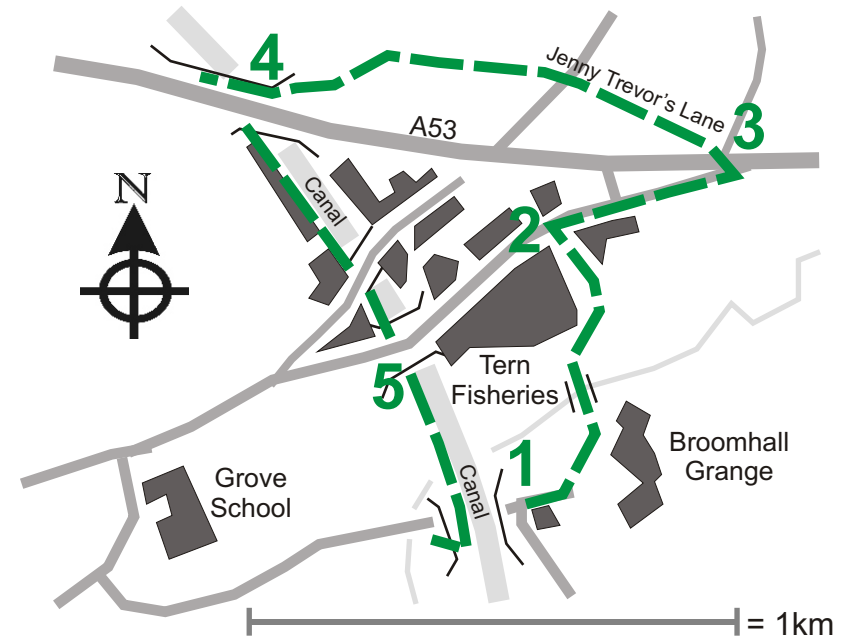 4
Jenny Trevor's Lane
3
A53
N
Canal
2
Tern
Fisheries
5
1
Broomhall
Grange
Grove
School
Canal
= 1km